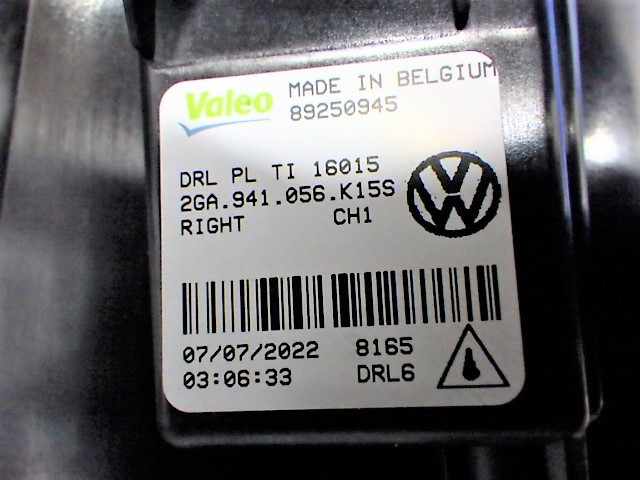 Valeo MADE IN BELGIUM
89250945
DRL PL TI 16015
2GA.941.056.K15S
RIGHT CH1
07/07/2022 8165
03:06:33 DRL6